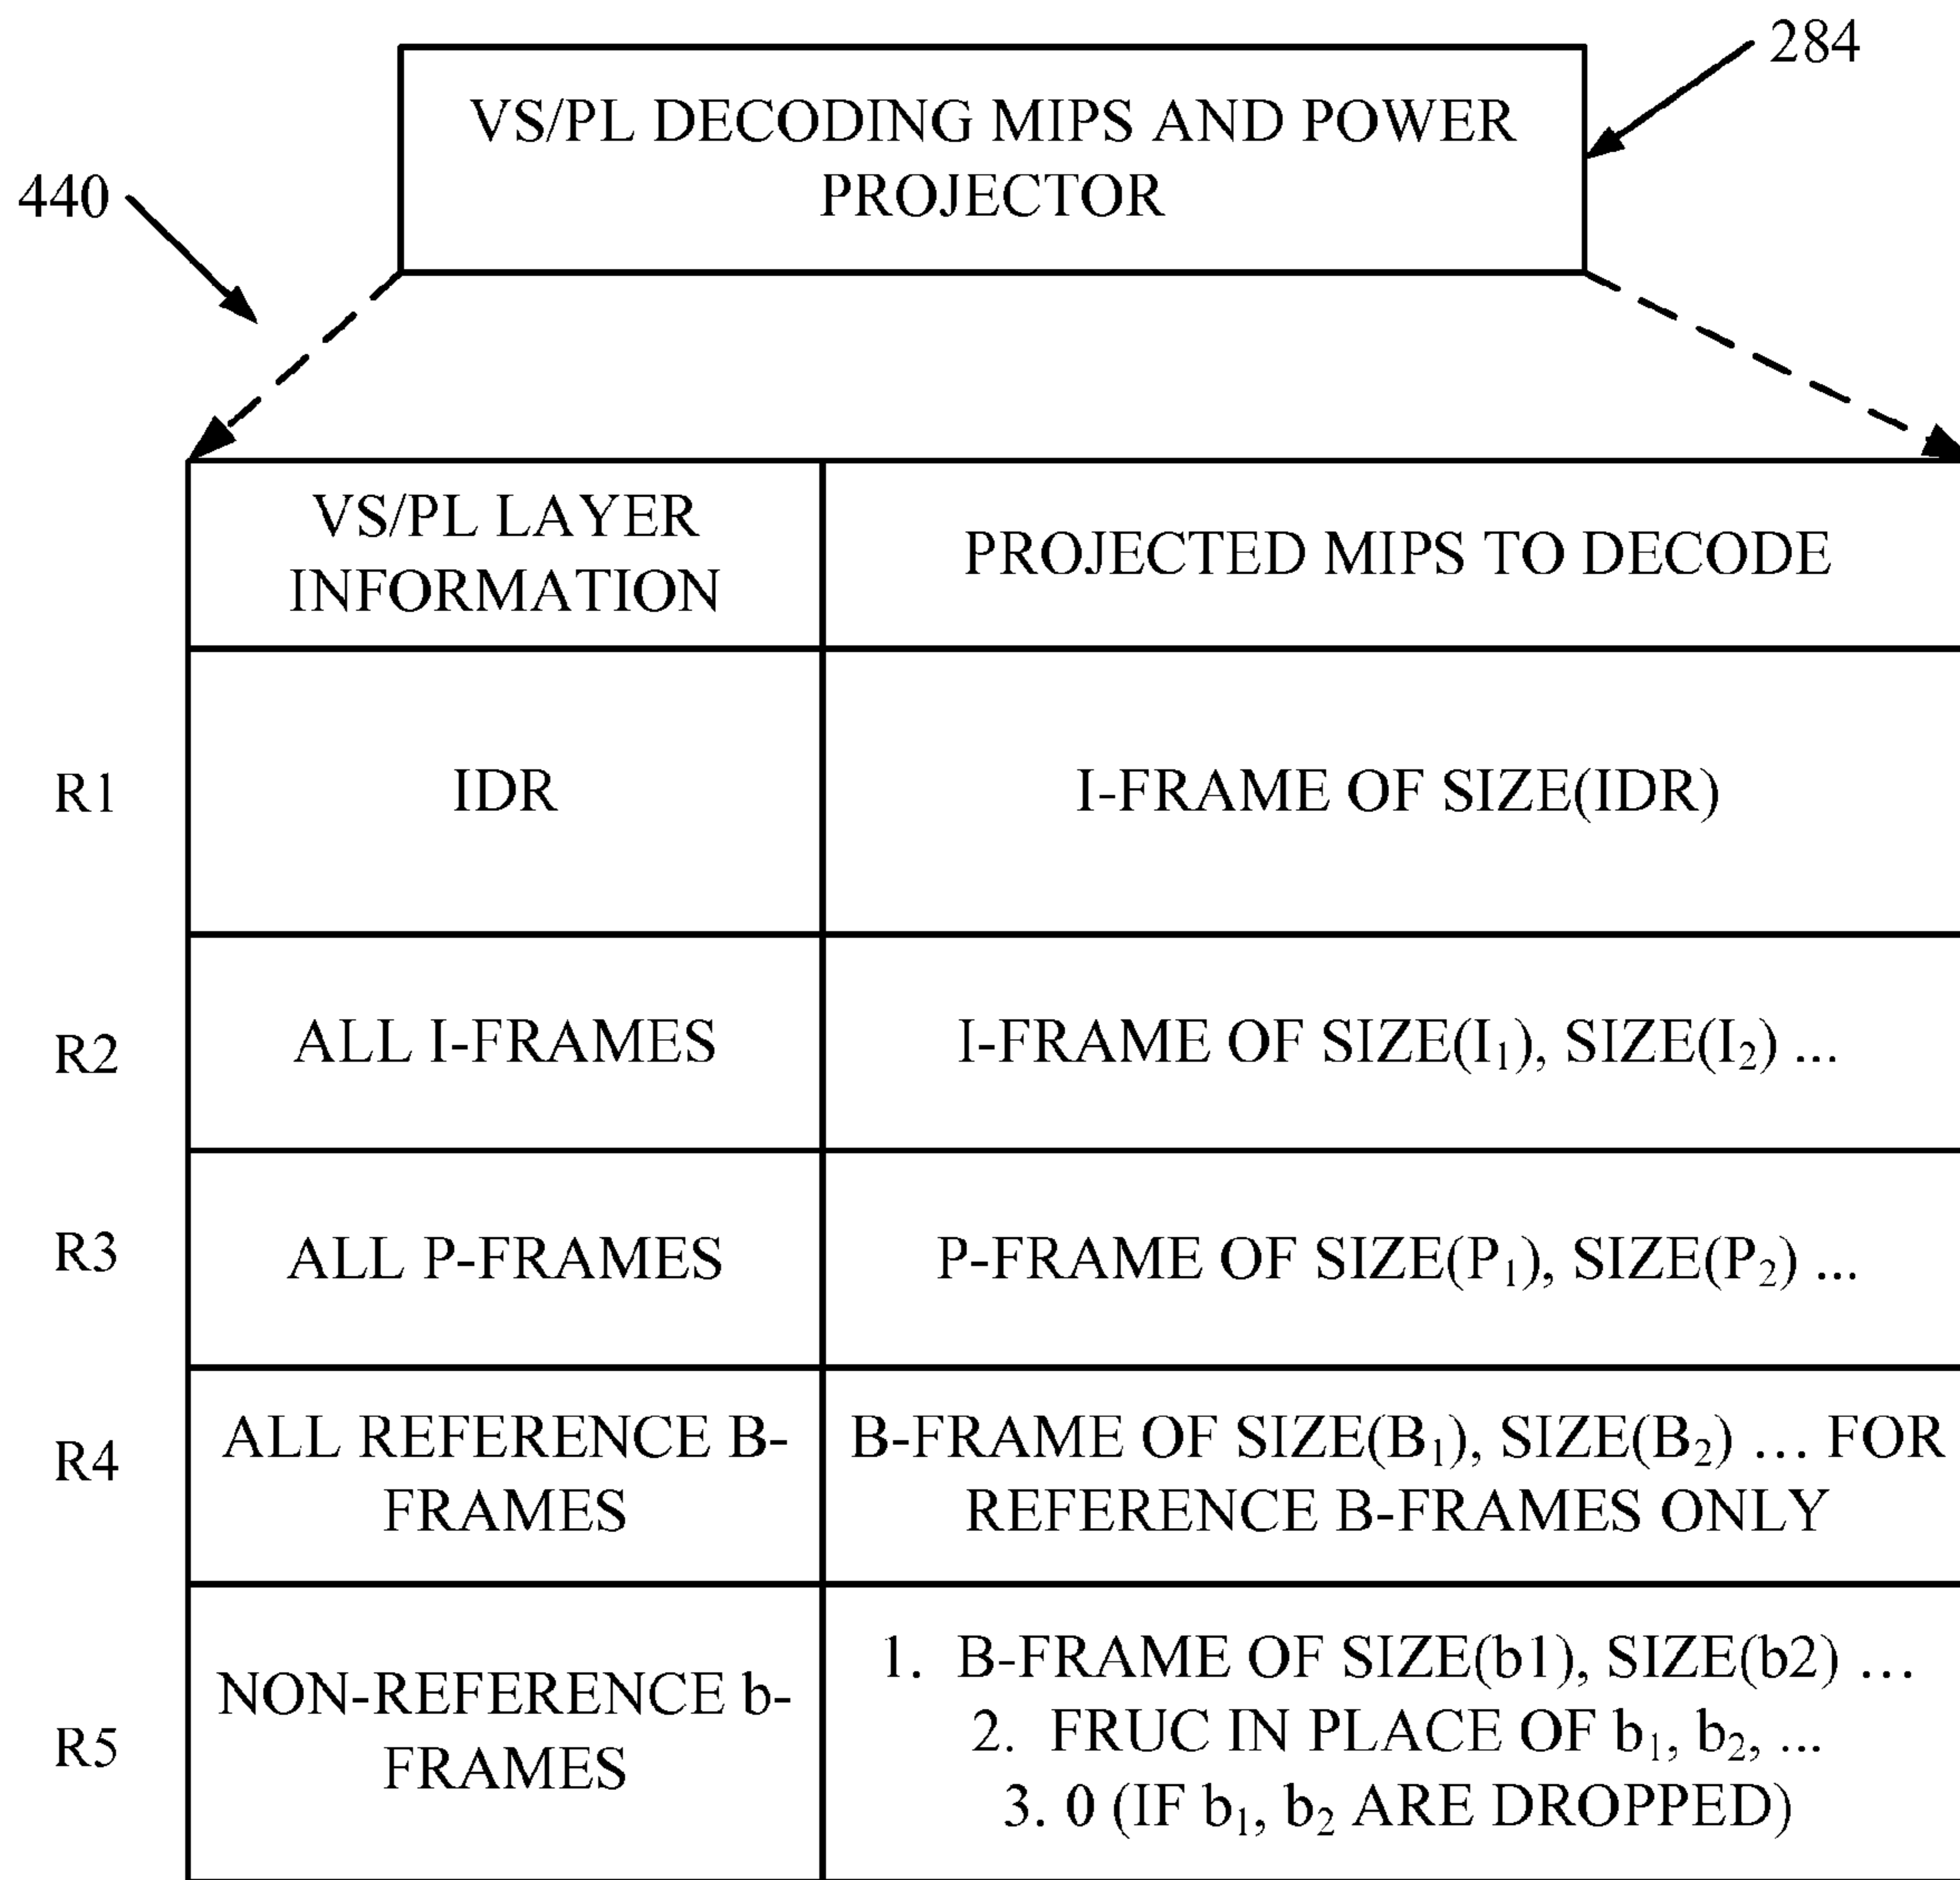 284
VS/PL DECODING MIPS AND POWER
PROJECTOR
440
VS/PL LAYER
INFORMATION
PROJECTED MIPS TO DECODE
R1
IDR
I-FRAME OF SIZE(IDR)
R2
ALL I-FRAMES
I-FRAME OF SIZE(I₁), SIZE(I₂) ...
R3
ALL P-FRAMES
P-FRAME OF SIZE(P₁), SIZE(P₂) ...
R4
ALL REFERENCE B-
FRAMES
B-FRAME OF SIZE(B₁), SIZE(B₂) ... FOR
REFERENCE B-FRAMES ONLY
R5
NON-REFERENCE b-
FRAMES
1. B-FRAME OF SIZE(b1), SIZE(b2) ...
2. FRUC IN PLACE OF b₁, b₂, ...
3. 0 (IF b₁, b₂ ARE DROPPED)